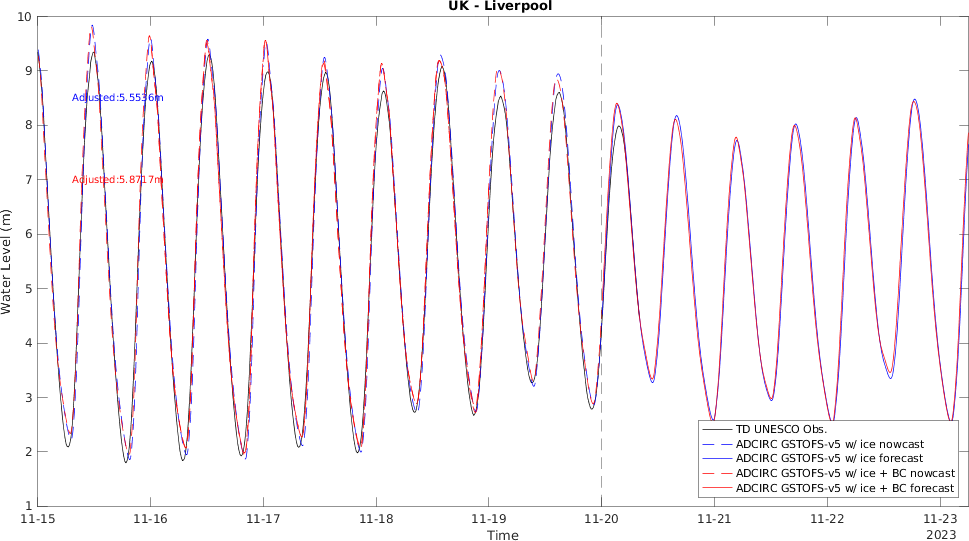 UK - Liverpool
Water Level (m)
10
9
8
7
6
5
4
3
2
1
Adjusted:5.5536m
Adjusted:5.8717m
TD UNESCO Obs.
ADCIRC GSTOFS-v5 w/ ice nowcast
ADCIRC GSTOFS-v5 w/ ice forecast
ADCIRC GSTOFS-v5 w/ ice + BC nowcast
ADCIRC GSTOFS-v5 w/ ice + BC forecast
11-15 11-16 11-17 11-18 11-19 11-20 11-21 11-22 11-23
2023
Time